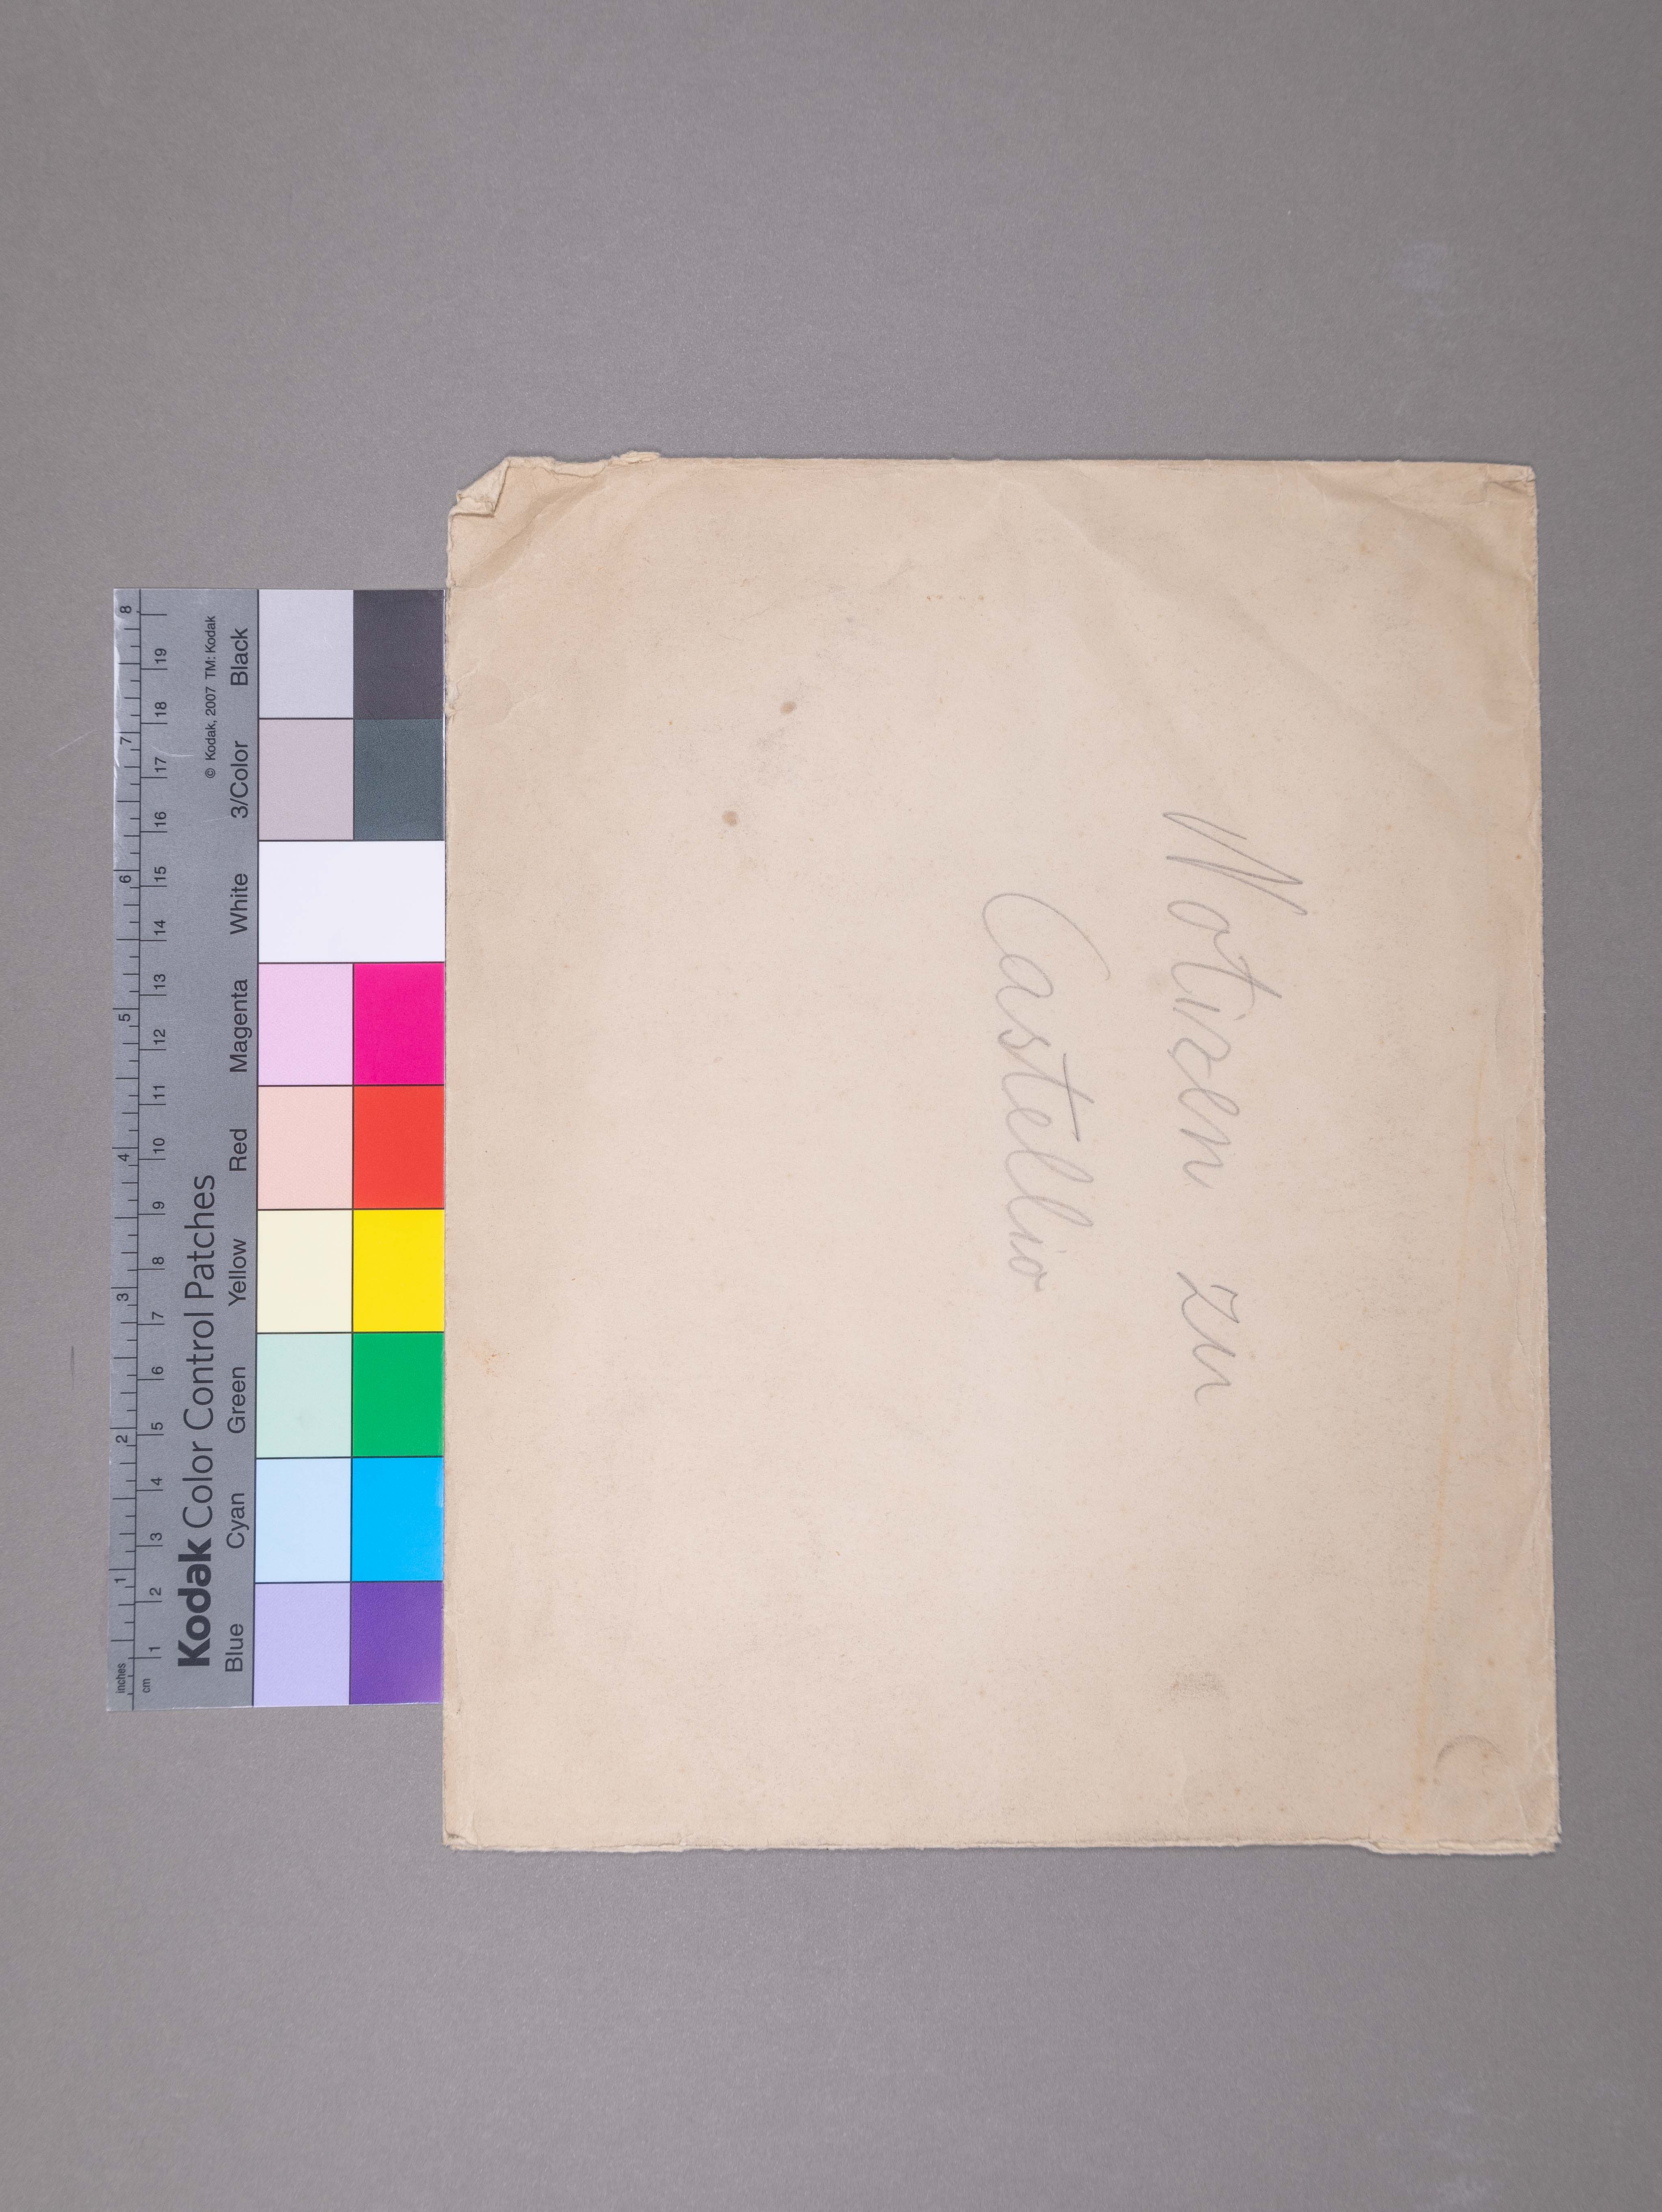 Notizen zu
Castellio
Kodak Color Control Patches
© Kodak, 2007 TM: Kodak
Blue Cyan Green Yellow Red Magenta White 3/Color Black
inches 1 2 3 4 5 6 7 8
cm 1 2 3 4 5 6 7 8 9 10 11 12 13 14 15 16 17 18 19